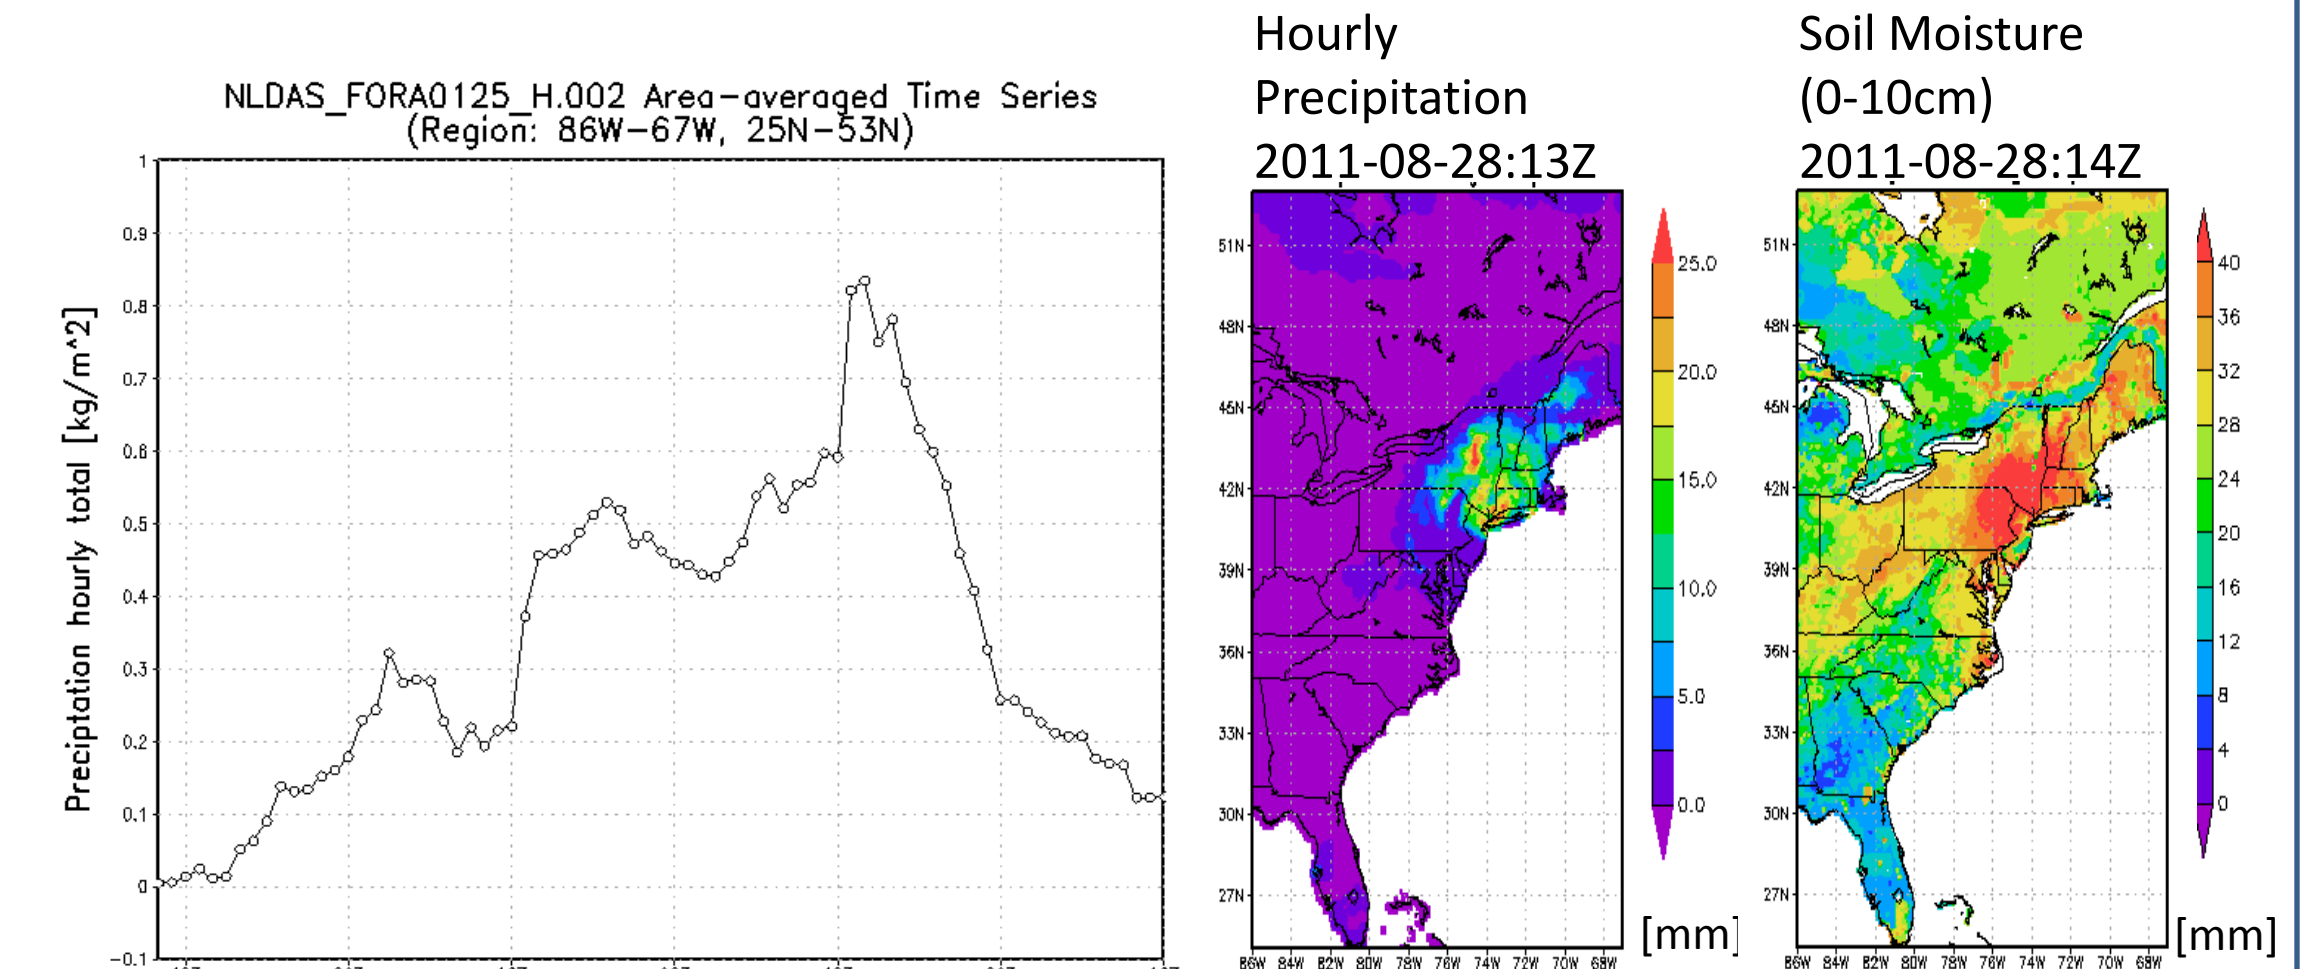 NLDAS_FORA0125_H.002 Area-averaged Time Series
(Region: 86W-67W, 25N-53N)
Preciptation hourly total [kg/m^2]
1
0.9
0.8
0.7
0.6
0.5
0.4
0.3
0.2
0.1
0
-0.1
Hourly
Precipitation
2011-08-28:13Z
51N
48N
45N
42N
39N
36N
33N
30N
27N
86W 84W 82W 80W 78W 76W 74W 72W 70W 68W
25.0
20.0
15.0
10.0
5.0
0.0
[mm]
Soil Moisture
(0-10cm)
2011-08-28:14Z
51N
48N
45N
42N
39N
36N
33N
30N
27N
86W 84W 82W 80W 78W 76W 74W 72W 70W 68W
40
36
32
28
24
20
16
12
8
4
0
[mm]